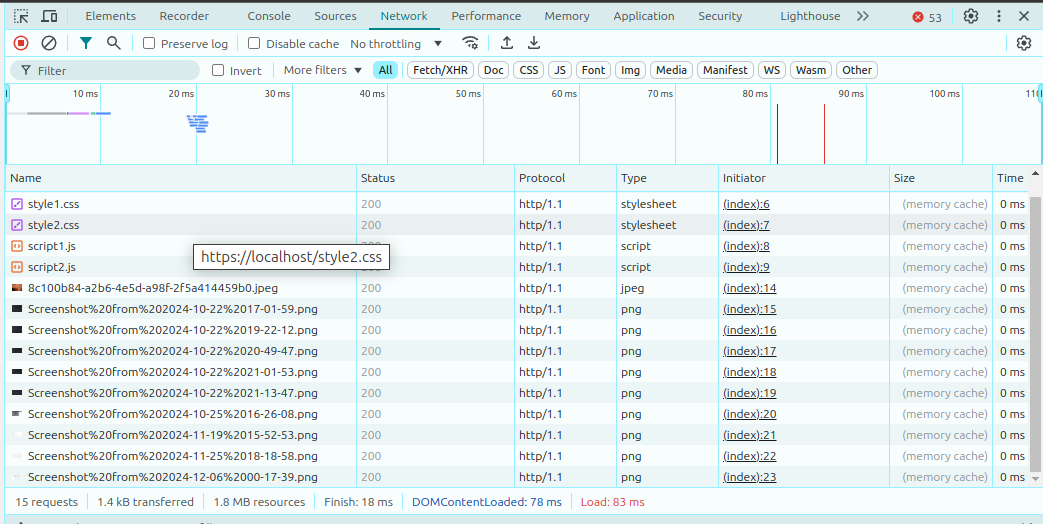 Elements Recorder Console Sources Network Performance Memory Security Lighthouse 53
Preserve log Disable cache No throttling
Filter Invert More filters All Fetch/XHR Doc CSS JS Font Img Media Manifest WS Wasm Other
10 ms 20 ms 30 ms 40 ms 50 ms 60 ms 70 ms 80 ms 90 ms 100 ms 110
Name Status Protocol Type Initiator Size Time
style1.css 200 http/1.1 stylesheet (index):6 (memory cache) 0 ms
style2.css 200 http/1.1 stylesheet (index):7 (memory cache) 0 ms
script1.js 200 http/1.1 script (index):8 (memory cache) 0 ms
https://localhost/style2.css
script2.js 200 http/1.1 script (index):9 (memory cache) 0 ms
8c100b84-a2b6-4e5d-a98f-2f5a414459b0.jpeg 200 http/1.1 jpeg (index):14 (memory cache) 0 ms
Screenshot%20from%202024-10-22%2017-01-59.png 200 http/1.1 png (index):15 (memory cache) 0 ms
Screenshot%20from%202024-10-22%2019-22-12.png 200 http/1.1 png (index):16 (memory cache) 0 ms
Screenshot%20from%202024-10-22%2020-49-47.png 200 http/1.1 png (index):17 (memory cache) 0 ms
Screenshot%20from%202024-10-22%2021-01-53.png 200 http/1.1 png (index):18 (memory cache) 0 ms
Screenshot%20from%202024-10-22%2021-13-47.png 200 http/1.1 png (index):19 (memory cache) 0 ms
Screenshot%20from%202024-10-25%2016-26-08.png 200 http/1.1 png (index):20 (memory cache) 0 ms
Screenshot%20from%202024-11-19%2015-52-53.png 200 http/1.1 png (index):21 (memory cache) 0 ms
Screenshot%20from%202024-11-25%2018-18-58.png 200 http/1.1 png (index):22 (memory cache) 0 ms
Screenshot%20from%202024-12-06%2000-17-39.png 200 http/1.1 png (index):23 (memory cache) 0 ms
15 requests 1.4 kB transferred 1.8 MB resources Finish: 18 ms DOMContentLoaded: 78 ms Load: 83 ms